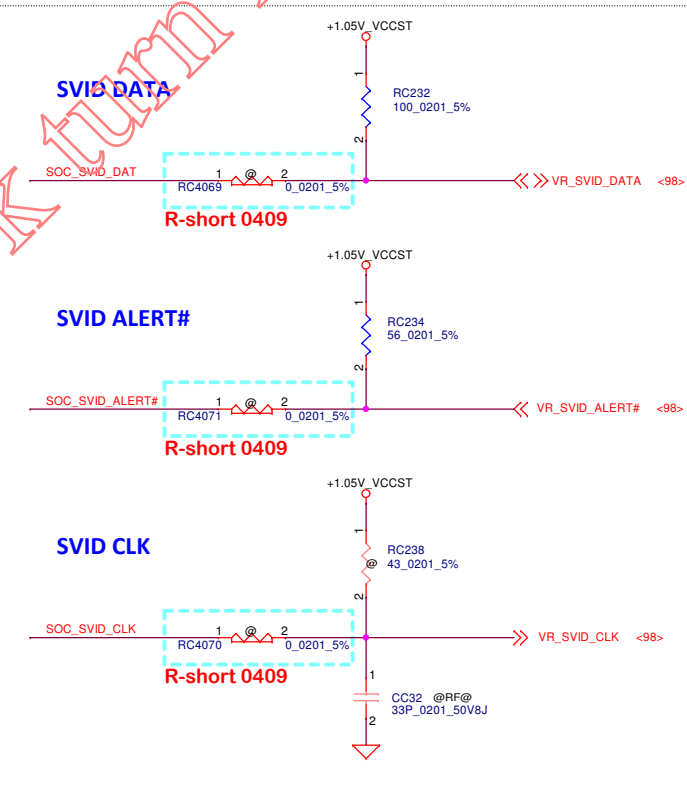 +1.05V_VCCST
SVID DATA
1
RC232
100_0201_5%
2
SOC_SVID_DAT
1 @ 2
RC4069 0_0201_5%
VR_SVID_DATA <98>
R-short 0409
+1.05V_VCCST
SVID ALERT#
1
RC234
56_0201_5%
2
SOC_SVID_ALERT#
1 @ 2
RC4071 0_0201_5%
VR_SVID_ALERT# <98>
R-short 0409
+1.05V_VCCST
SVID CLK
1
RC238
@ 43_0201_5%
2
SOC_SVID_CLK
1 @ 2
RC4070 0_0201_5%
VR_SVID_CLK <98>
R-short 0409
1
CC32 @RF@
33P_0201_50V8J
2
k turn